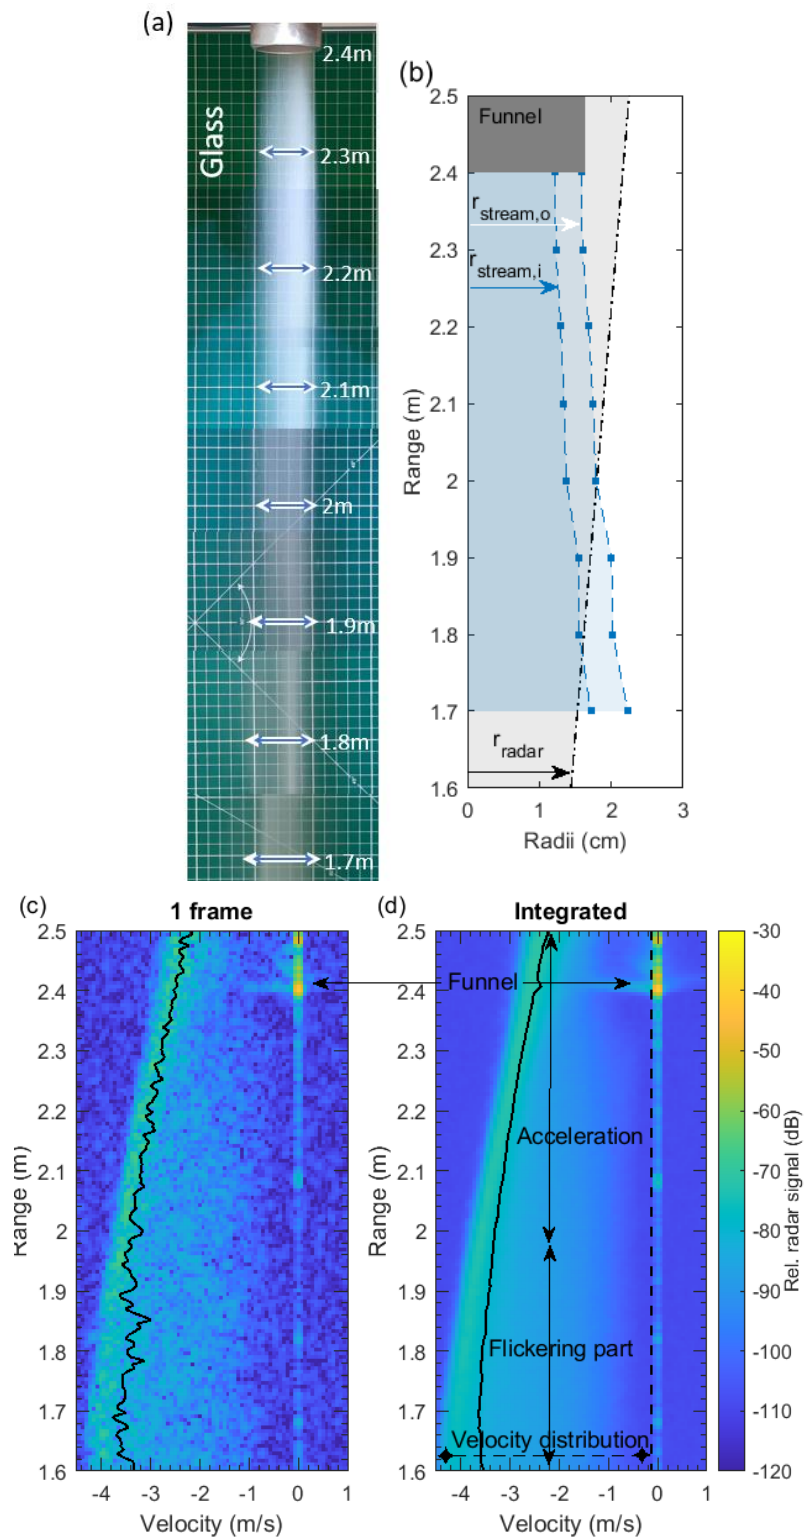 (a)
Glass
2.4m
2.3m
2.2m
2.1m
2m
1.9m
1.8m
1.7m
(b)
2.5
2.4
2.3
2.2
2.1
2
1.9
1.8
1.7
1.6
Range (m)
Funnel
r stream,o
r stream,i
r radar
0 1 2 3
Radii (cm)
(c)
1 frame
2.5
2.4
2.3
2.2
2.1
2
1.9
1.8
1.7
1.6
Range (m)
-4 -3 -2 -1 0 1
Velocity (m/s)
Funnel
(d)
Integrated
2.5
2.4
2.3
2.2
2.1
2
1.9
1.8
1.7
1.6
Range (m)
Acceleration
Flickering part
Velocity distribution
-4 -3 -2 -1 0 1
Velocity (m/s)
-30
-40
-50
-60
-70
-80
-90
-100
-110
-120
Rel. radar signal (dB)